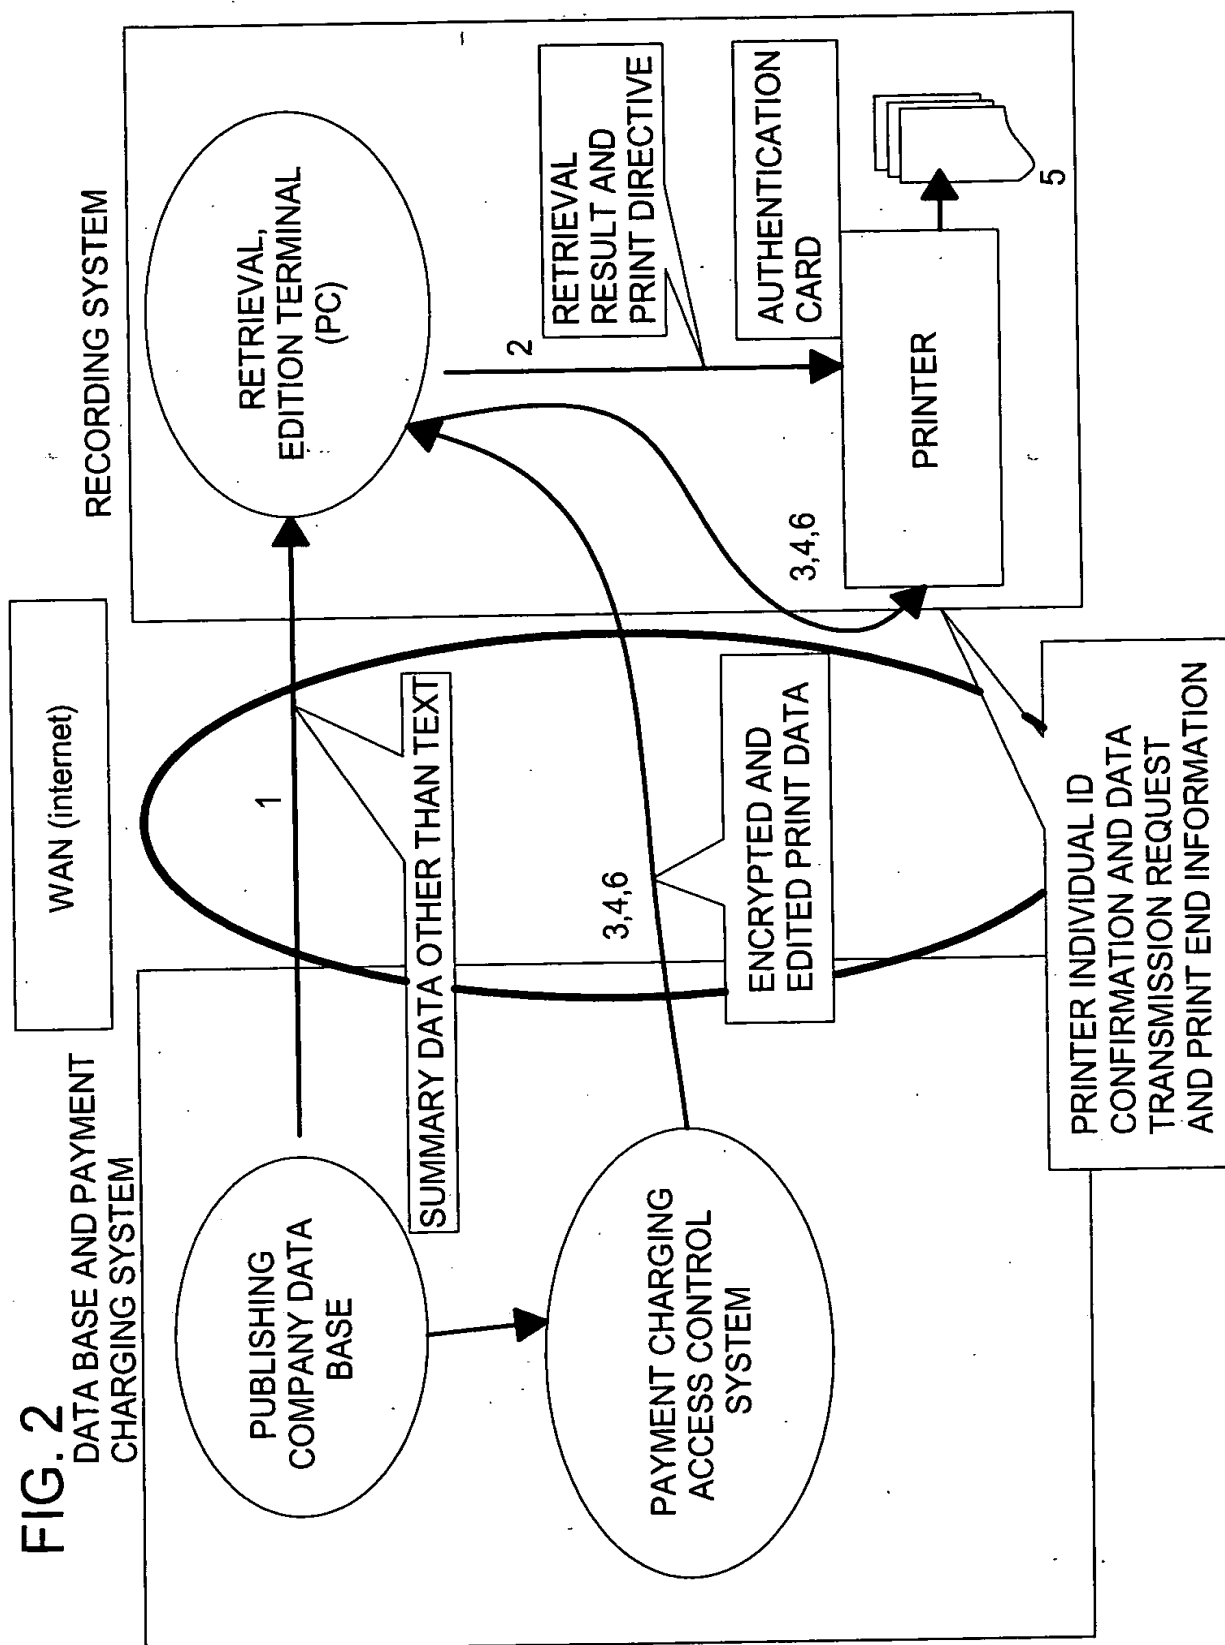 FIG. 2
DATA BASE AND PAYMENT
CHARGING SYSTEM
WAN (internet)
RECORDING SYSTEM
PUBLISHING
COMPANY DATA
BASE
1
SUMMARY DATA OTHER THAN TEXT
RETRIEVAL,
EDITION TERMINAL
(PC)
2
RETRIEVAL
RESULT AND
PRINT DIRECTIVE
PAYMENT CHARGING
ACCESS CONTROL
SYSTEM
3,4,6
ENCRYPTED AND
EDITED PRINT DATA
3,4,6
AUTHENTICATION
CARD
PRINTER
5
PRINTER INDIVIDUAL ID
CONFIRMATION AND DATA
TRANSMISSION REQUEST
AND PRINT END INFORMATION